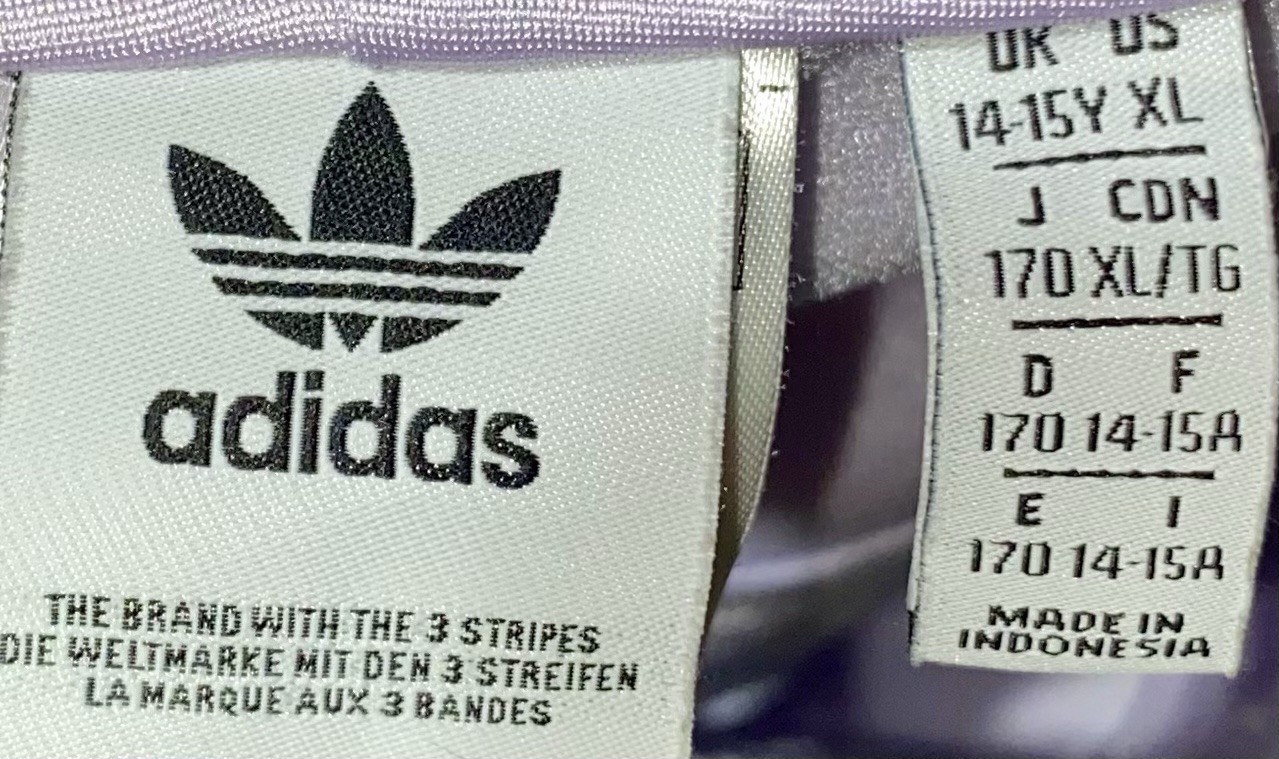 adidas
THE BRAND WITH THE 3 STRIPES
DIE WELTMARKE MIT DEN 3 STREIFEN
LA MARQUE AUX 3 BANDES
UK US
14-15Y XL
J CDN
170 XL/TG
D F
170 14-15A
E I
170 14-15A
MADE IN
INDONESIA